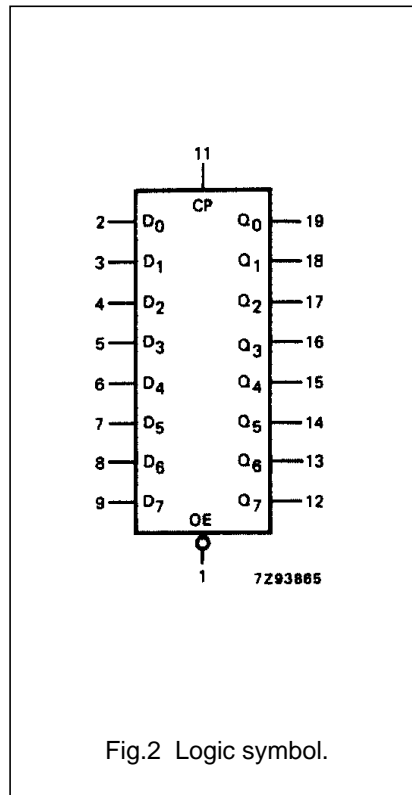 11
CP
2 D0 Q0 19
3 D1 Q1 18
4 D2 Q2 17
5 D3 Q3 16
6 D4 Q4 15
7 D5 Q5 14
8 D6 Q6 13
9 D7 Q7 12
OE
1
7Z93865
Fig.2 Logic symbol.